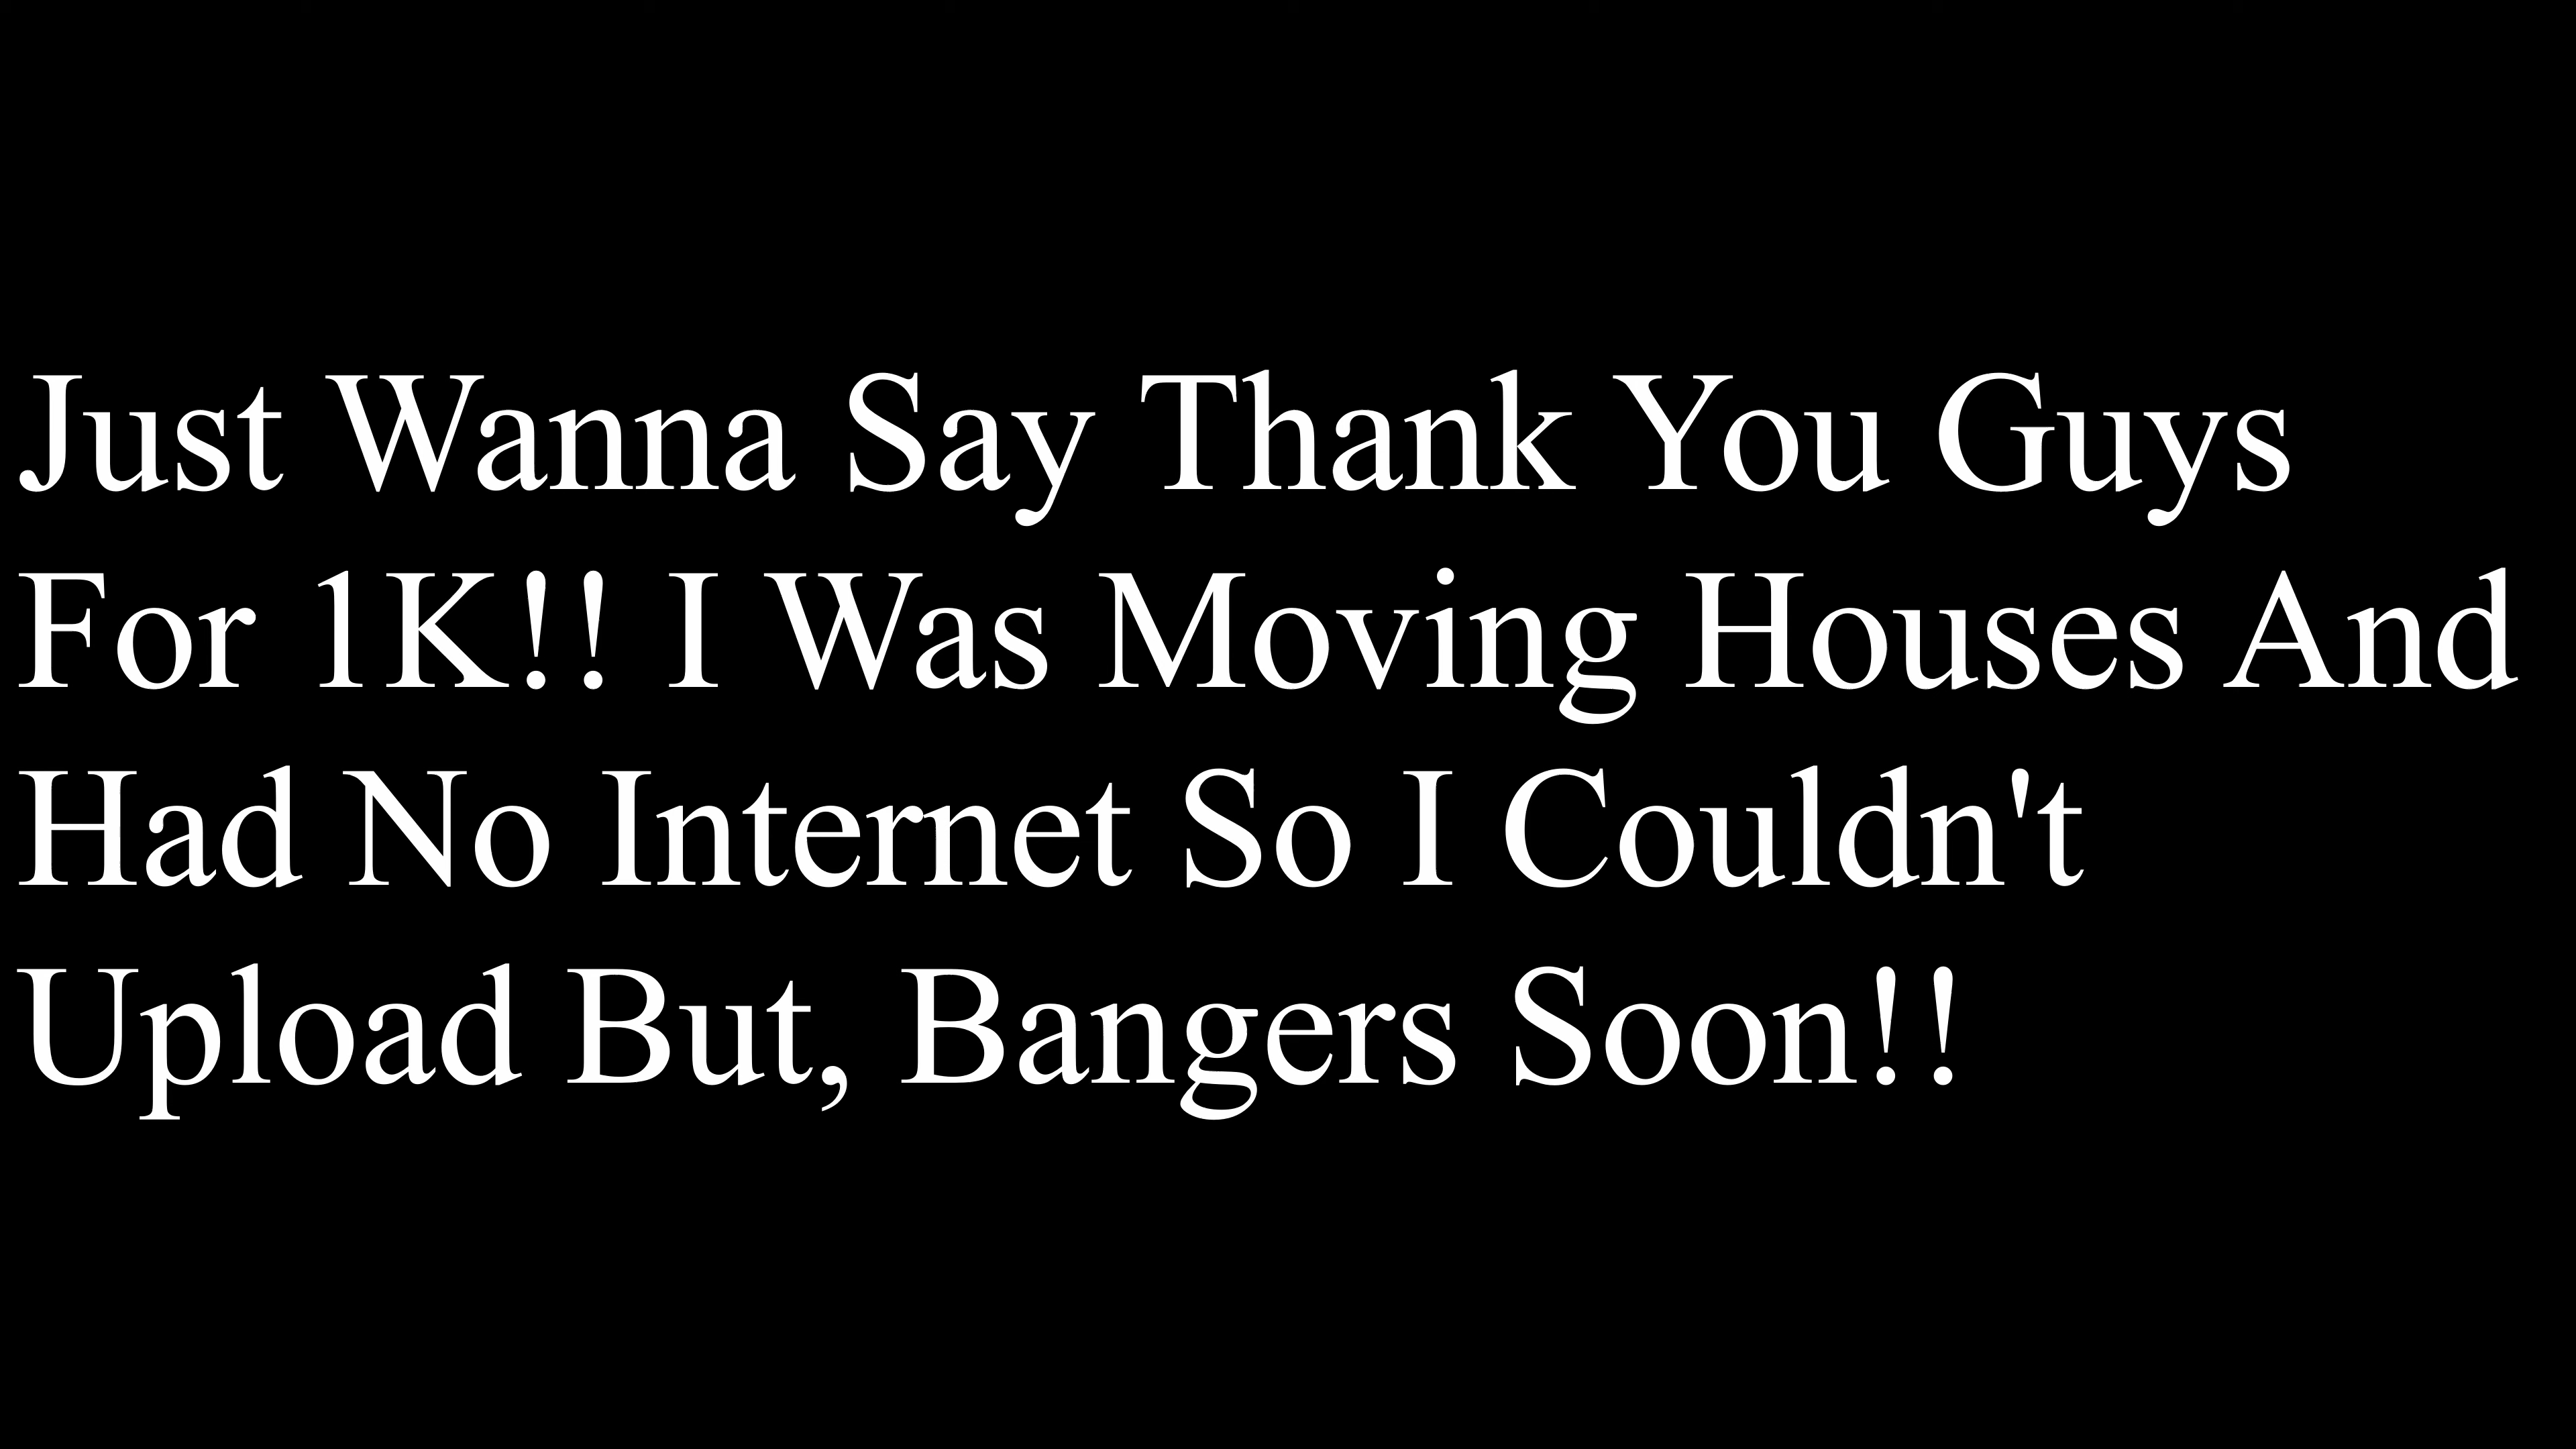 Just Wanna Say Thank You Guys
For 1K!! I Was Moving Houses And
Had No Internet So I Couldn't
Upload But, Bangers Soon!!